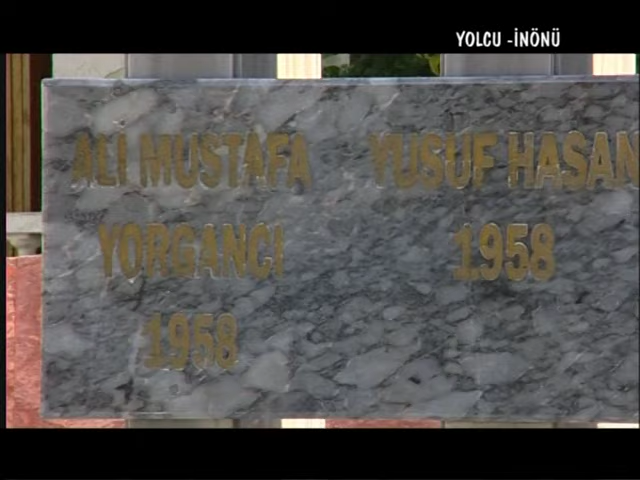 YOLCU -İNÖNÜ
ALİ MUSTAFA
YORGANCI
1958
YUSUF HASAN
1958